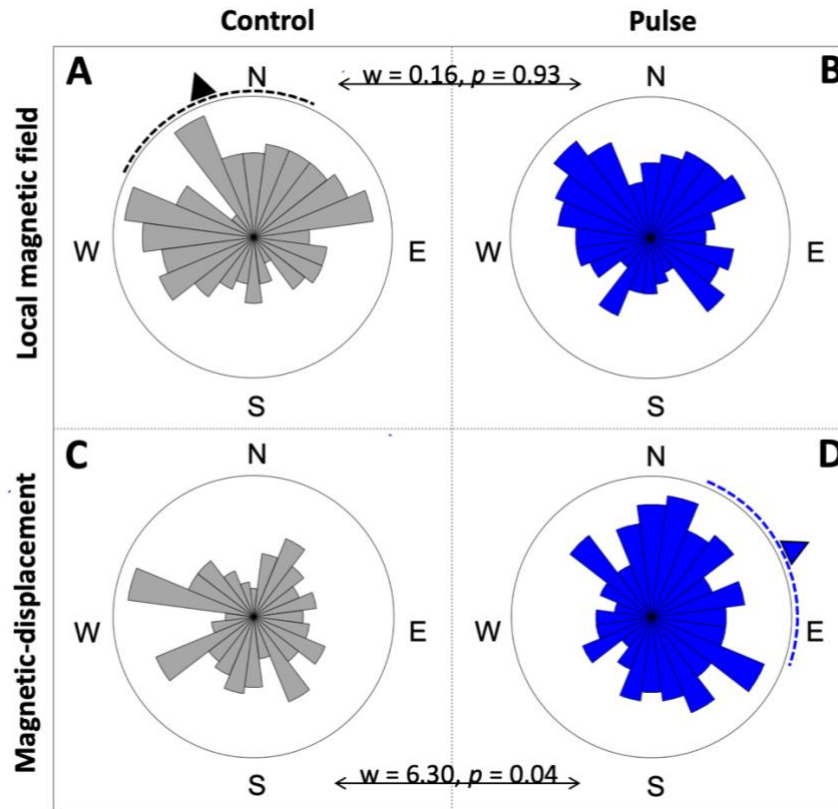 Control
Pulse
Local magnetic field
A
N
w = 0.16, p = 0.93
N
B
W
E
W
E
S
S
Magnetic-displacement
C
N
N
D
W
E
W
E
S
w = 6.30, p = 0.04
S